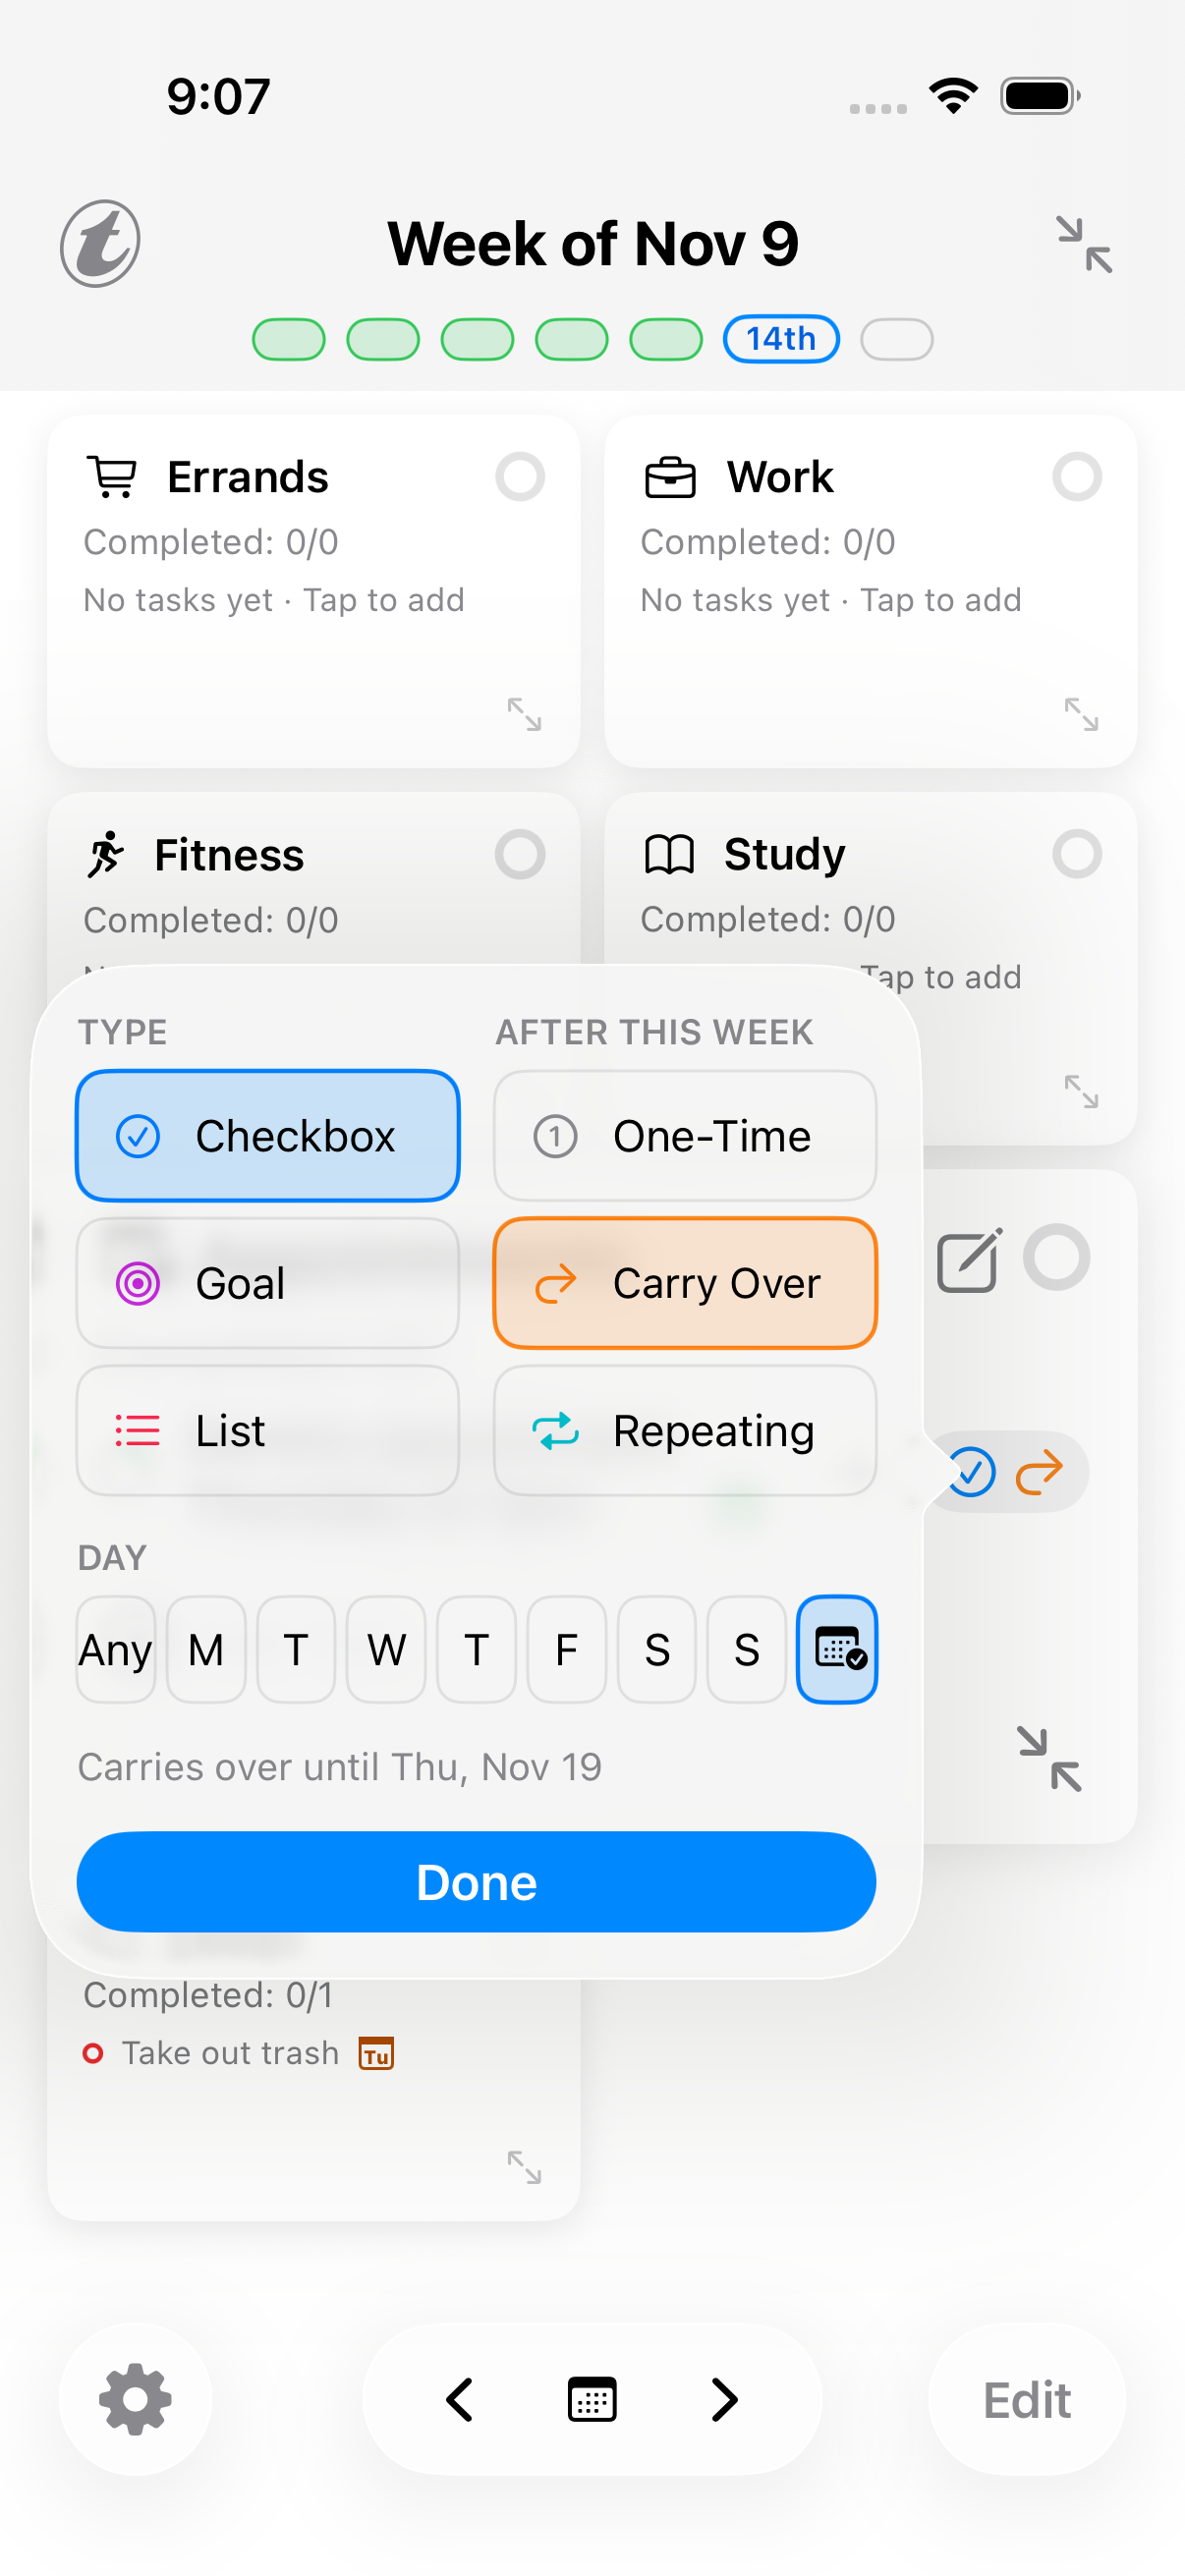 9:07
t
Week of Nov 9
14th
Errands
Completed: 0/0
No tasks yet · Tap to add
Work
Completed: 0/0
No tasks yet · Tap to add
Fitness
Completed: 0/0
Study
Completed: 0/0
Tap to add
TYPE
AFTER THIS WEEK
Checkbox
1 One-Time
Goal
Carry Over
List
Repeating
DAY
Any M T W T F S S
Carries over until Thu, Nov 19
Done
Completed: 0/1
Take out trash Tu
Edit